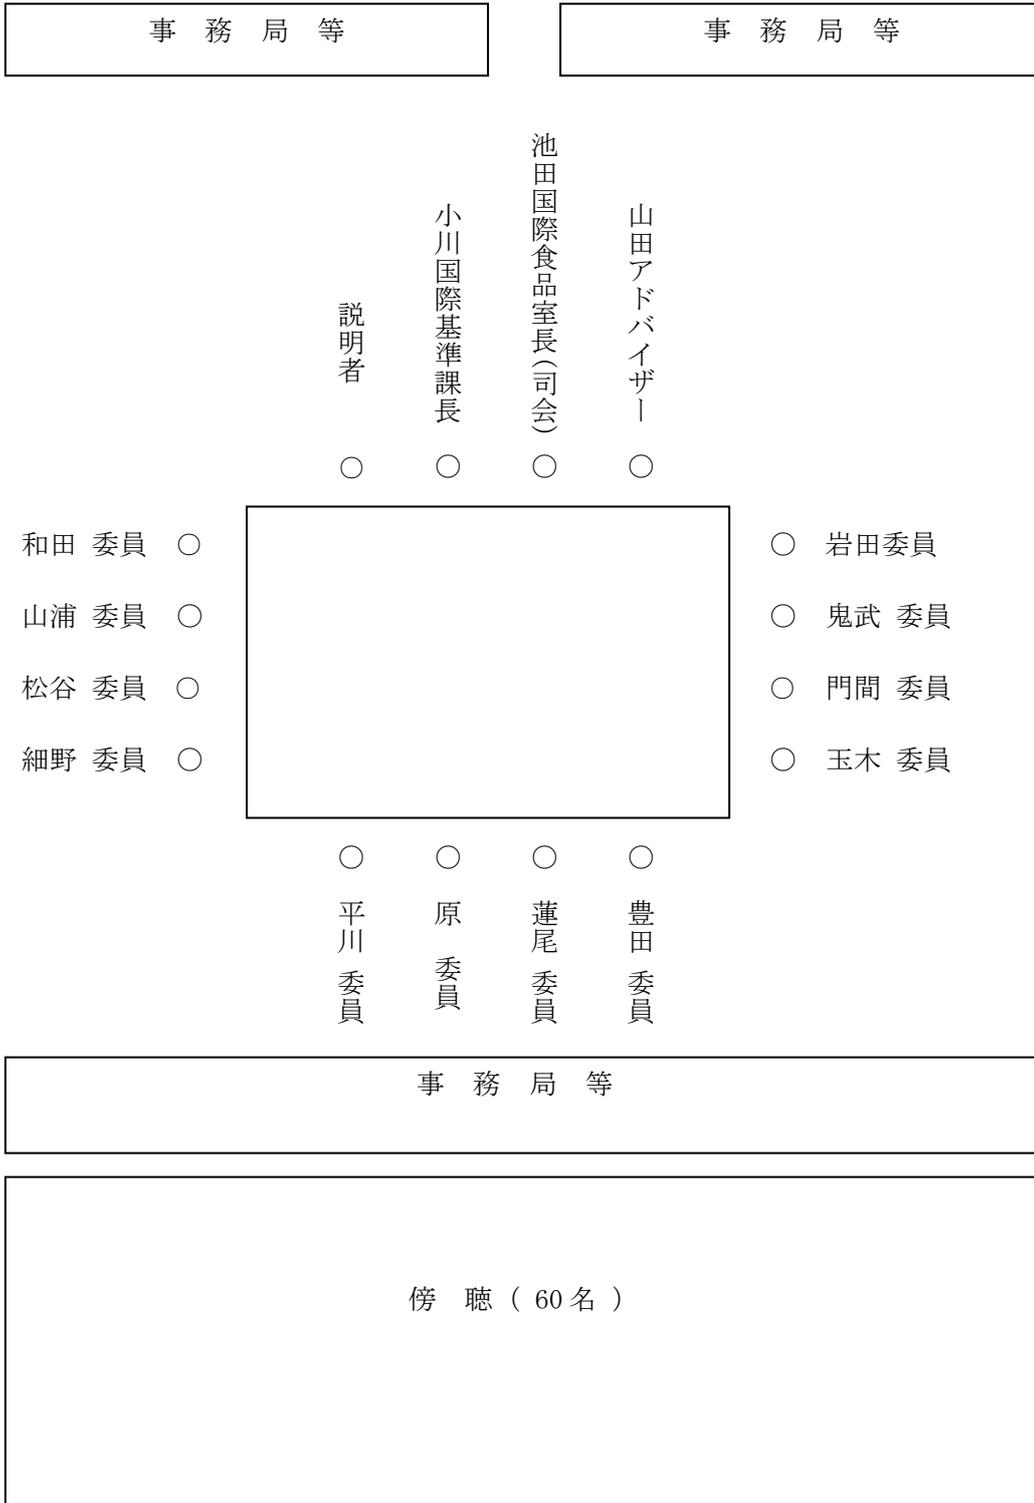 事 務 局 等
事 務 局 等
説明者
小川国際基準課長
池田国際食品室長(司会)
山田アドバイザー
○ ○ ○ ○
和田 委員 ○
○ 岩田委員
山浦 委員 ○
○ 鬼武 委員
松谷 委員 ○
○ 門間 委員
細野 委員 ○
○ 玉木 委員
○ ○ ○ ○
平川 委員
原 委員
蓮尾 委員
豊田 委員
事 務 局 等
傍 聴 ( 60名 )